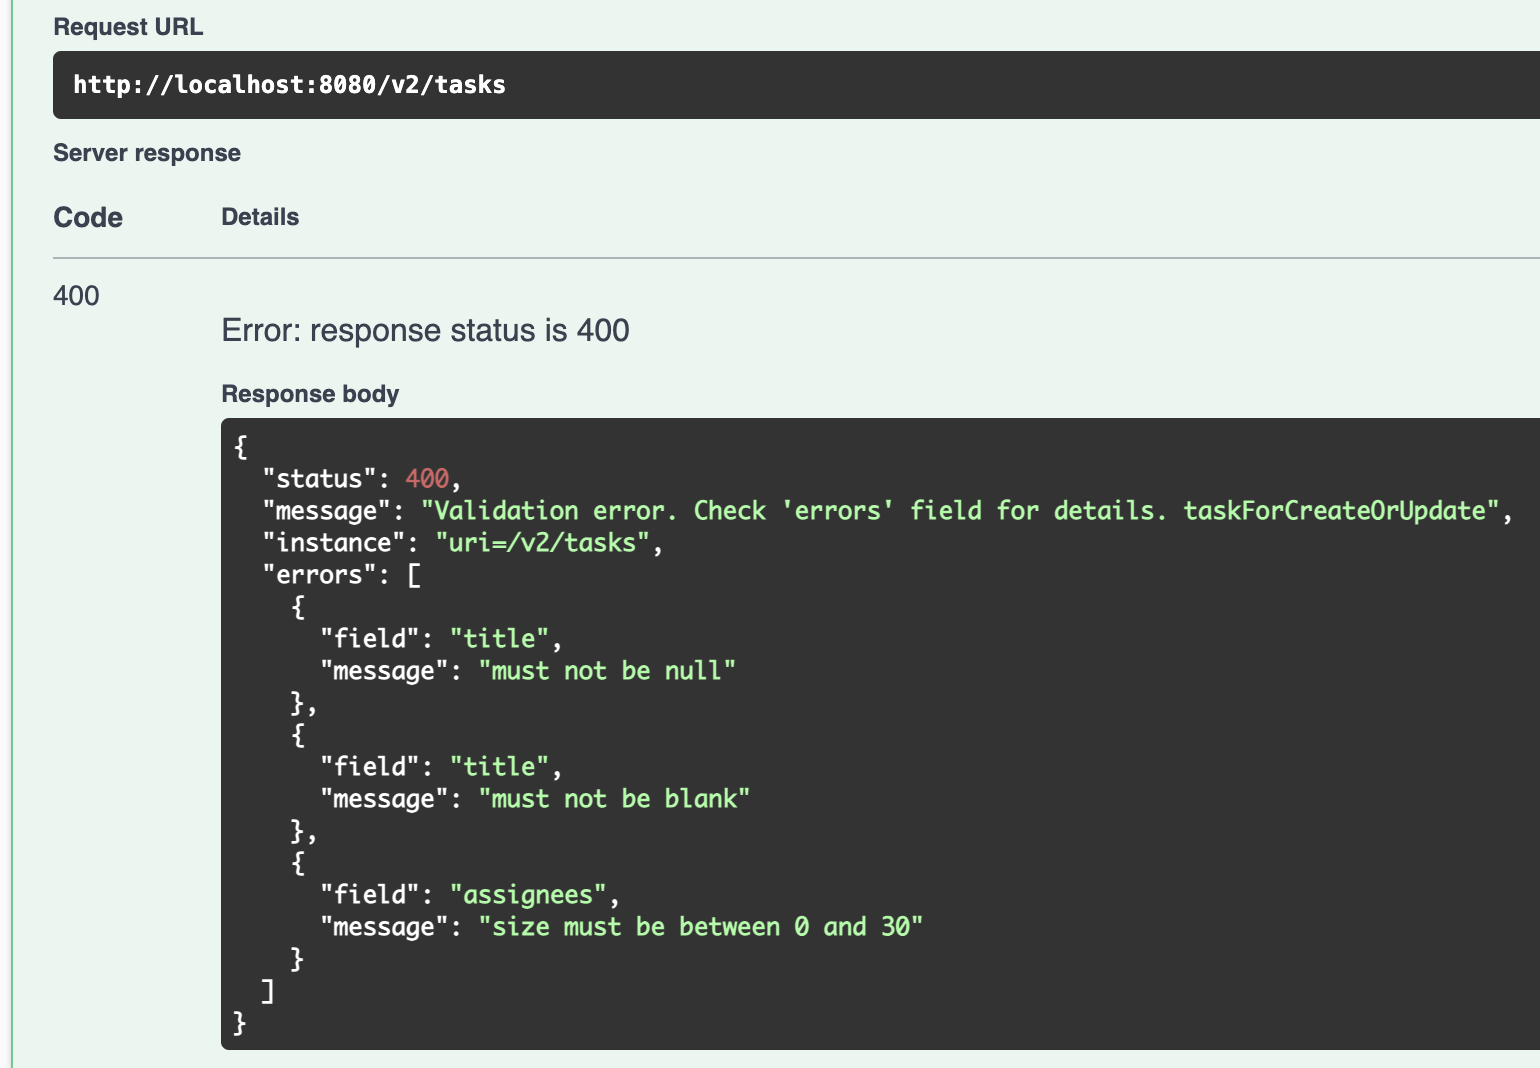 Request URL
http://localhost:8080/v2/tasks
Server response
Code Details
400
Error: response status is 400
Response body
{
  "status": 400,
  "message": "Validation error. Check 'errors' field for details. taskForCreateOrUpdate",
  "instance": "uri=/v2/tasks",
  "errors": [
    {
      "field": "title",
      "message": "must not be null"
    },
    {
      "field": "title",
      "message": "must not be blank"
    },
    {
      "field": "assignees",
      "message": "size must be between 0 and 30"
    }
  ]
}